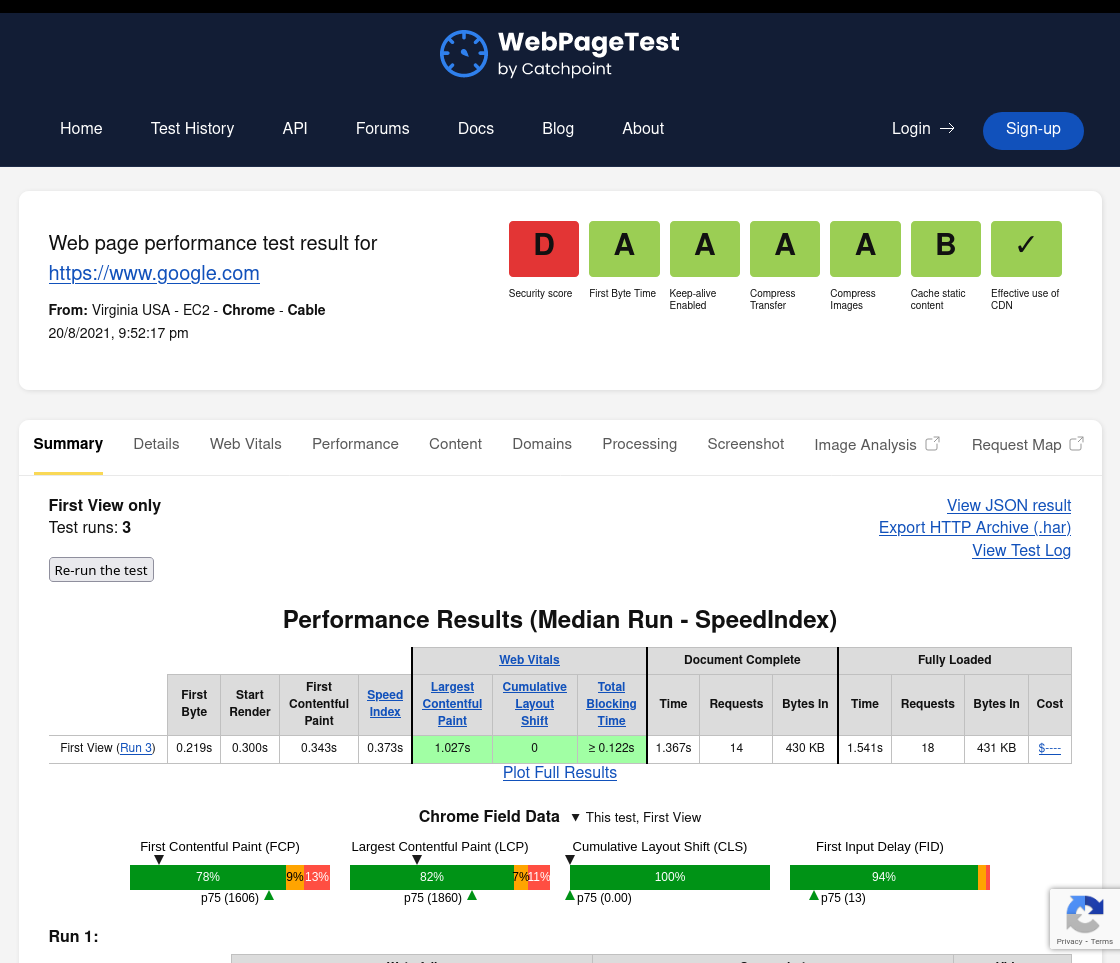 WebPageTest
by Catchpoint
Home Test History API Forums Docs Blog About Login → Sign-up
Web page performance test result for
https://www.google.com
From: Virginia USA - EC2 - Chrome - Cable
20/8/2021, 9:52:17 pm
D A A A A B ✓
Security score First Byte Time Keep-alive Enabled Compress Transfer Compress Images Cache static content Effective use of CDN
Summary Details Web Vitals Performance Content Domains Processing Screenshot Image Analysis Request Map
First View only
Test runs: 3
Re-run the test
View JSON result
Export HTTP Archive (.har)
View Test Log
Performance Results (Median Run - SpeedIndex)
Web Vitals Document Complete Fully Loaded
First Byte Start Render First Contentful Paint Speed Index Largest Contentful Paint Cumulative Layout Shift Total Blocking Time Time Requests Bytes In Time Requests Bytes In Cost
First View (Run 3) 0.219s 0.300s 0.343s 0.373s 1.027s 0 ≥ 0.122s 1.367s 14 430 KB 1.541s 18 431 KB $----
Plot Full Results
Chrome Field Data ▼ This test, First View
First Contentful Paint (FCP) Largest Contentful Paint (LCP) Cumulative Layout Shift (CLS) First Input Delay (FID)
78% 9% 13% 82% 7% 11% 100% 94%
p75 (1606) p75 (1860) p75 (0.00) p75 (13)
Privacy - Terms
Run 1: